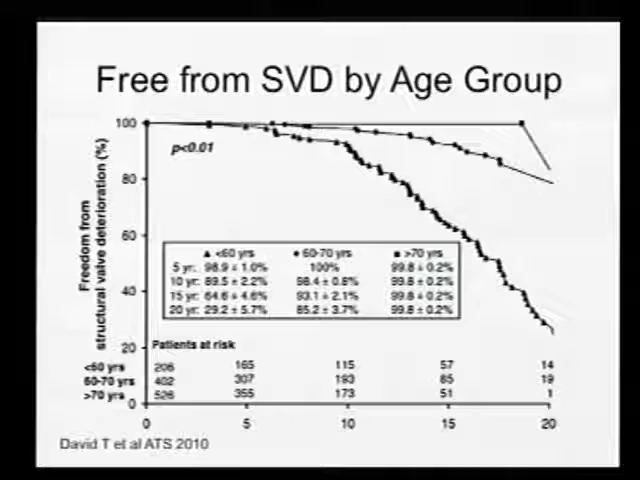 Free from SVD by Age Group
Freedom from
structural valve deterioration (%)
100
80
60
40
20
0
p<0.01
▲ <60 yrs ● 60-70 yrs ■ >70 yrs
5 yr: 98.9 ± 1.0% 100% 99.8 ± 0.2%
10 yr: 89.5 ± 2.2% 98.4 ± 0.8% 99.8 ± 0.2%
15 yr: 64.6 ± 4.6% 93.1 ± 2.1% 99.8 ± 0.2%
20 yr: 29.2 ± 5.7% 85.2 ± 3.7% 99.8 ± 0.2%
Patients at risk
<60 yrs 206 165 115 57 14
60-70 yrs 402 307 193 85 19
>70 yrs 526 355 173 51 1
0 5 10 15 20
David T et al ATS 2010